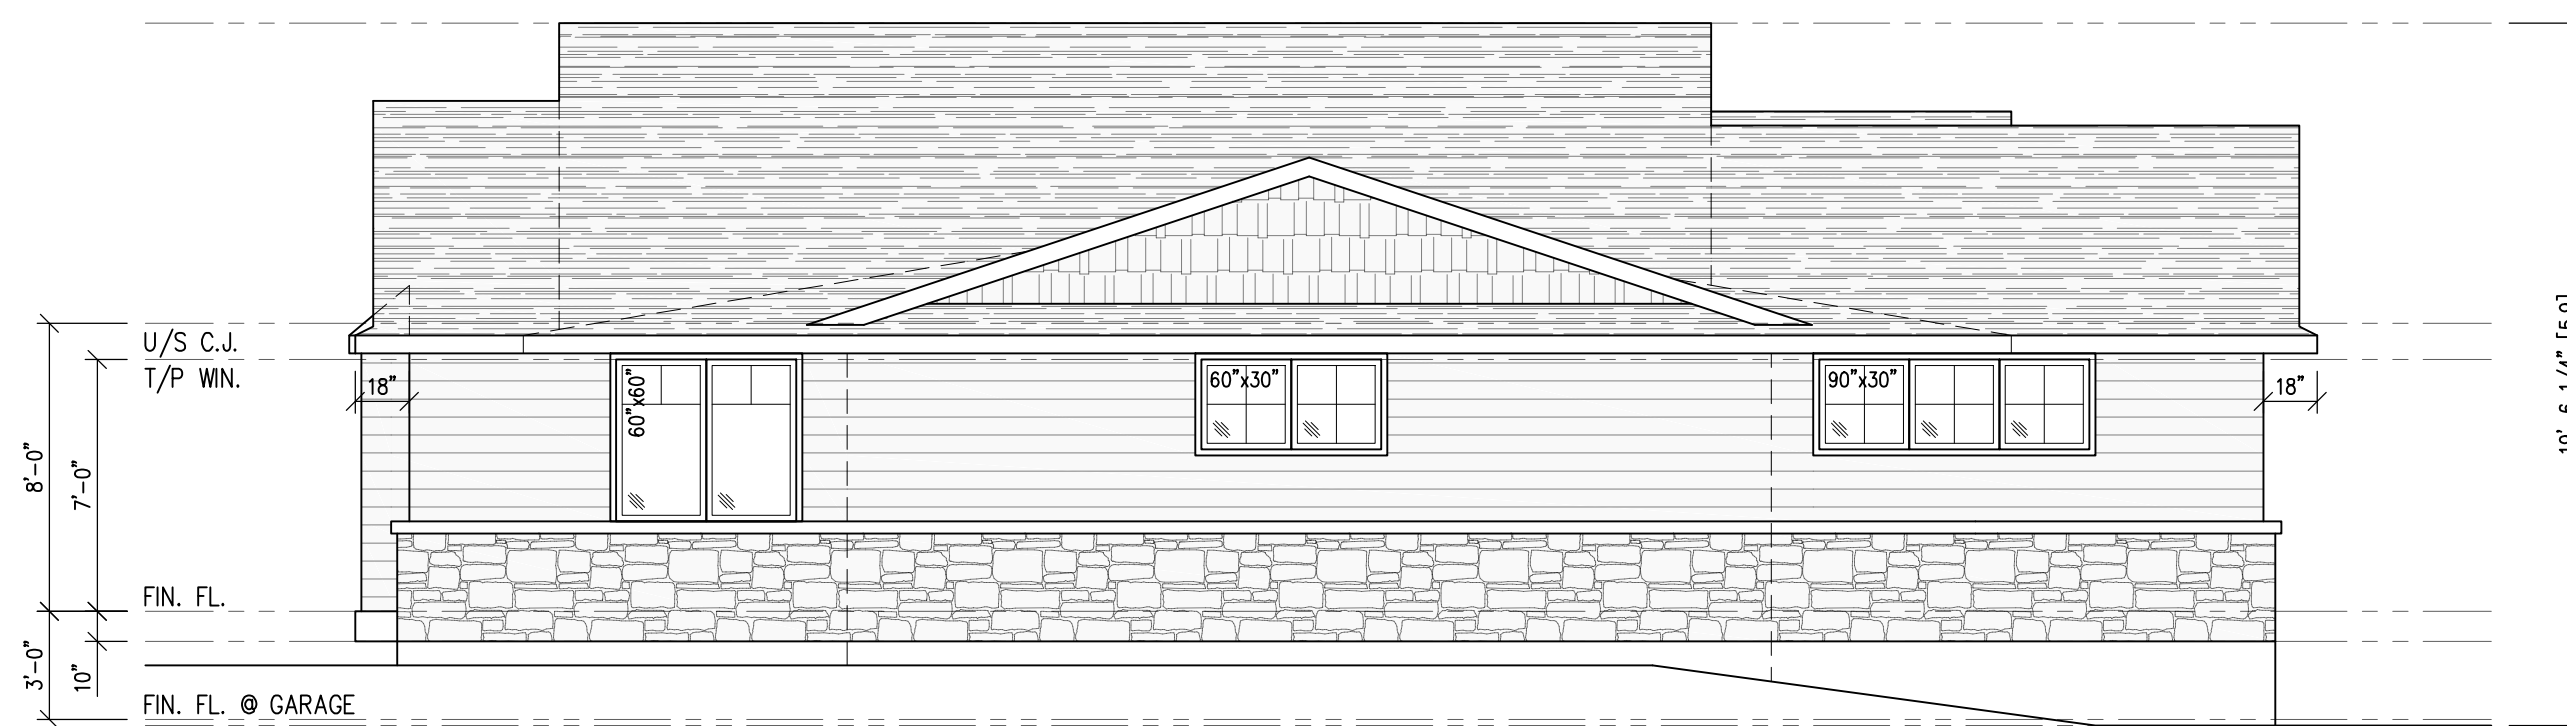 U/S C.J.
T/P WIN.
18"
60"x60"
60"x30"
90"x30"
18"
8'-0"
7'-0"
FIN. FL.
3'-0"
10"
FIN. FL. @ GARAGE